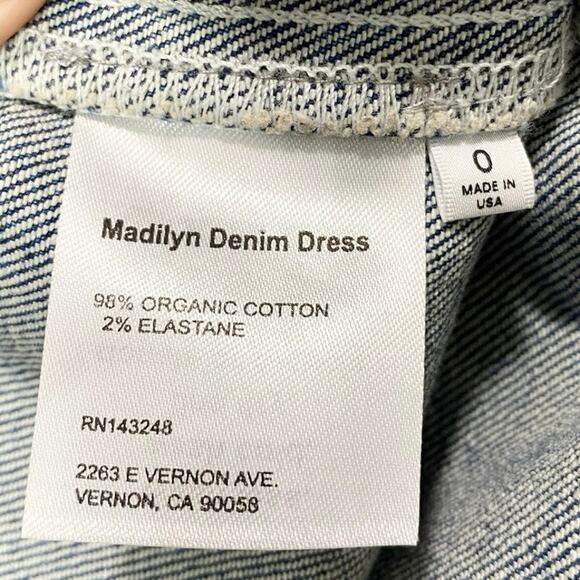 Madilyn Denim Dress
98% ORGANIC COTTON
2% ELASTANE
RN143248
2263 E VERNON AVE.
VERNON, CA 90058
0
MADE IN
USA